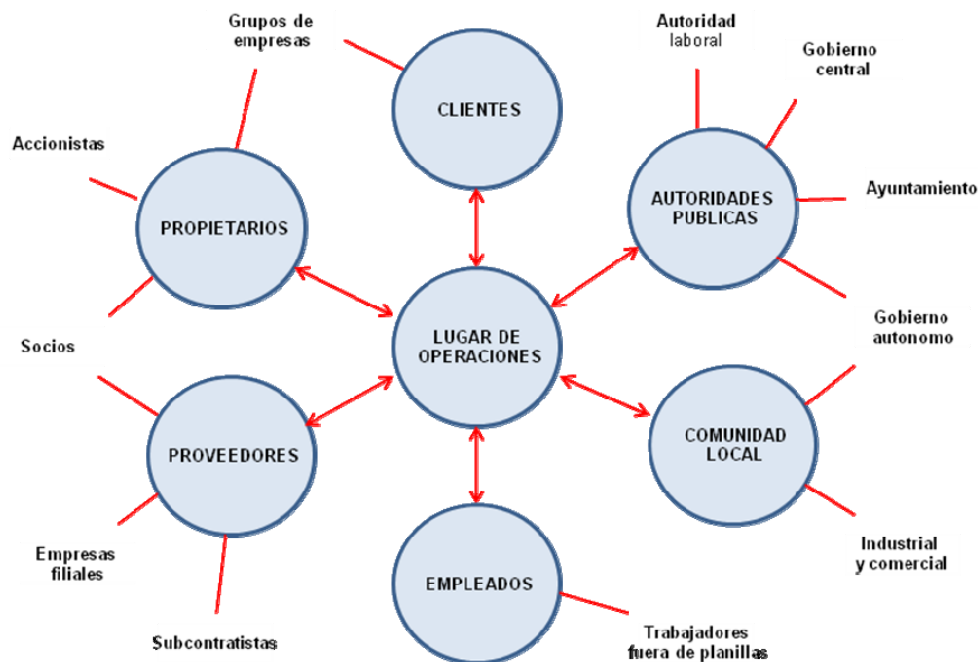 Grupos de
empresas
Autoridad
laboral
Gobierno
central
CLIENTES
Accionistas
PROPIETARIOS
AUTORIDADES
PUBLICAS
Ayuntamiento
LUGAR DE
OPERACIONES
Socios
Gobierno
autonomo
PROVEEDORES
COMUNIDAD
LOCAL
Empresas
filiales
EMPLEADOS
Industrial
y comercial
Subcontratistas
Trabajadores
fuera de planillas